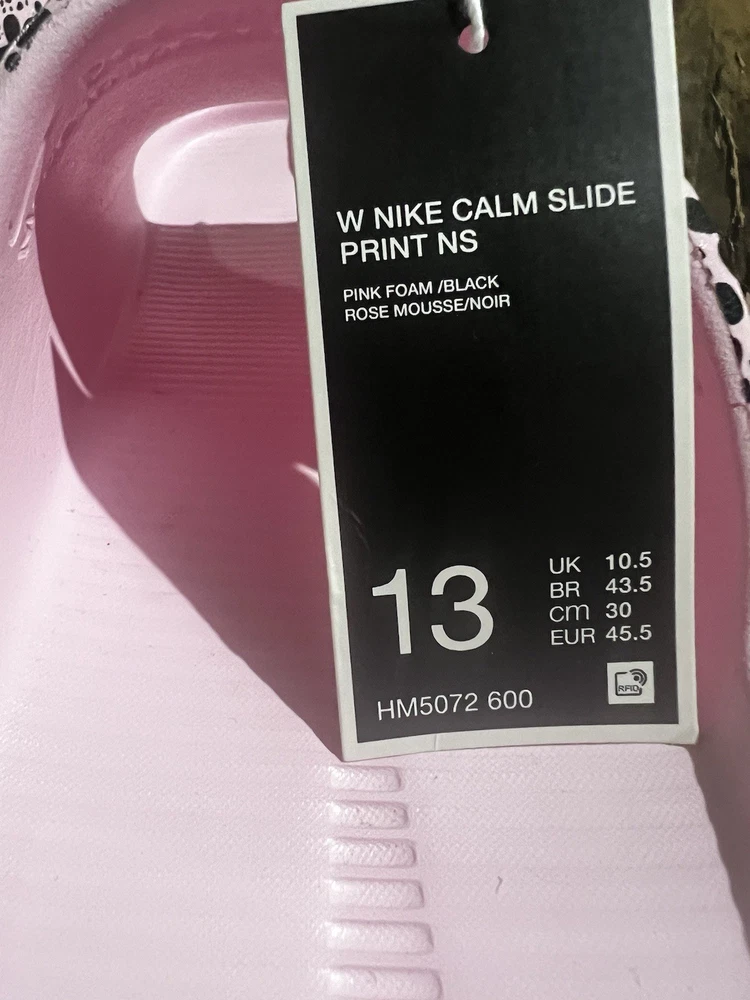 W NIKE CALM SLIDE
PRINT NS
PINK FOAM /BLACK
ROSE MOUSSE/NOIR
13
UK 10.5
BR 43.5
cm 30
EUR 45.5
RFID
HM5072 600